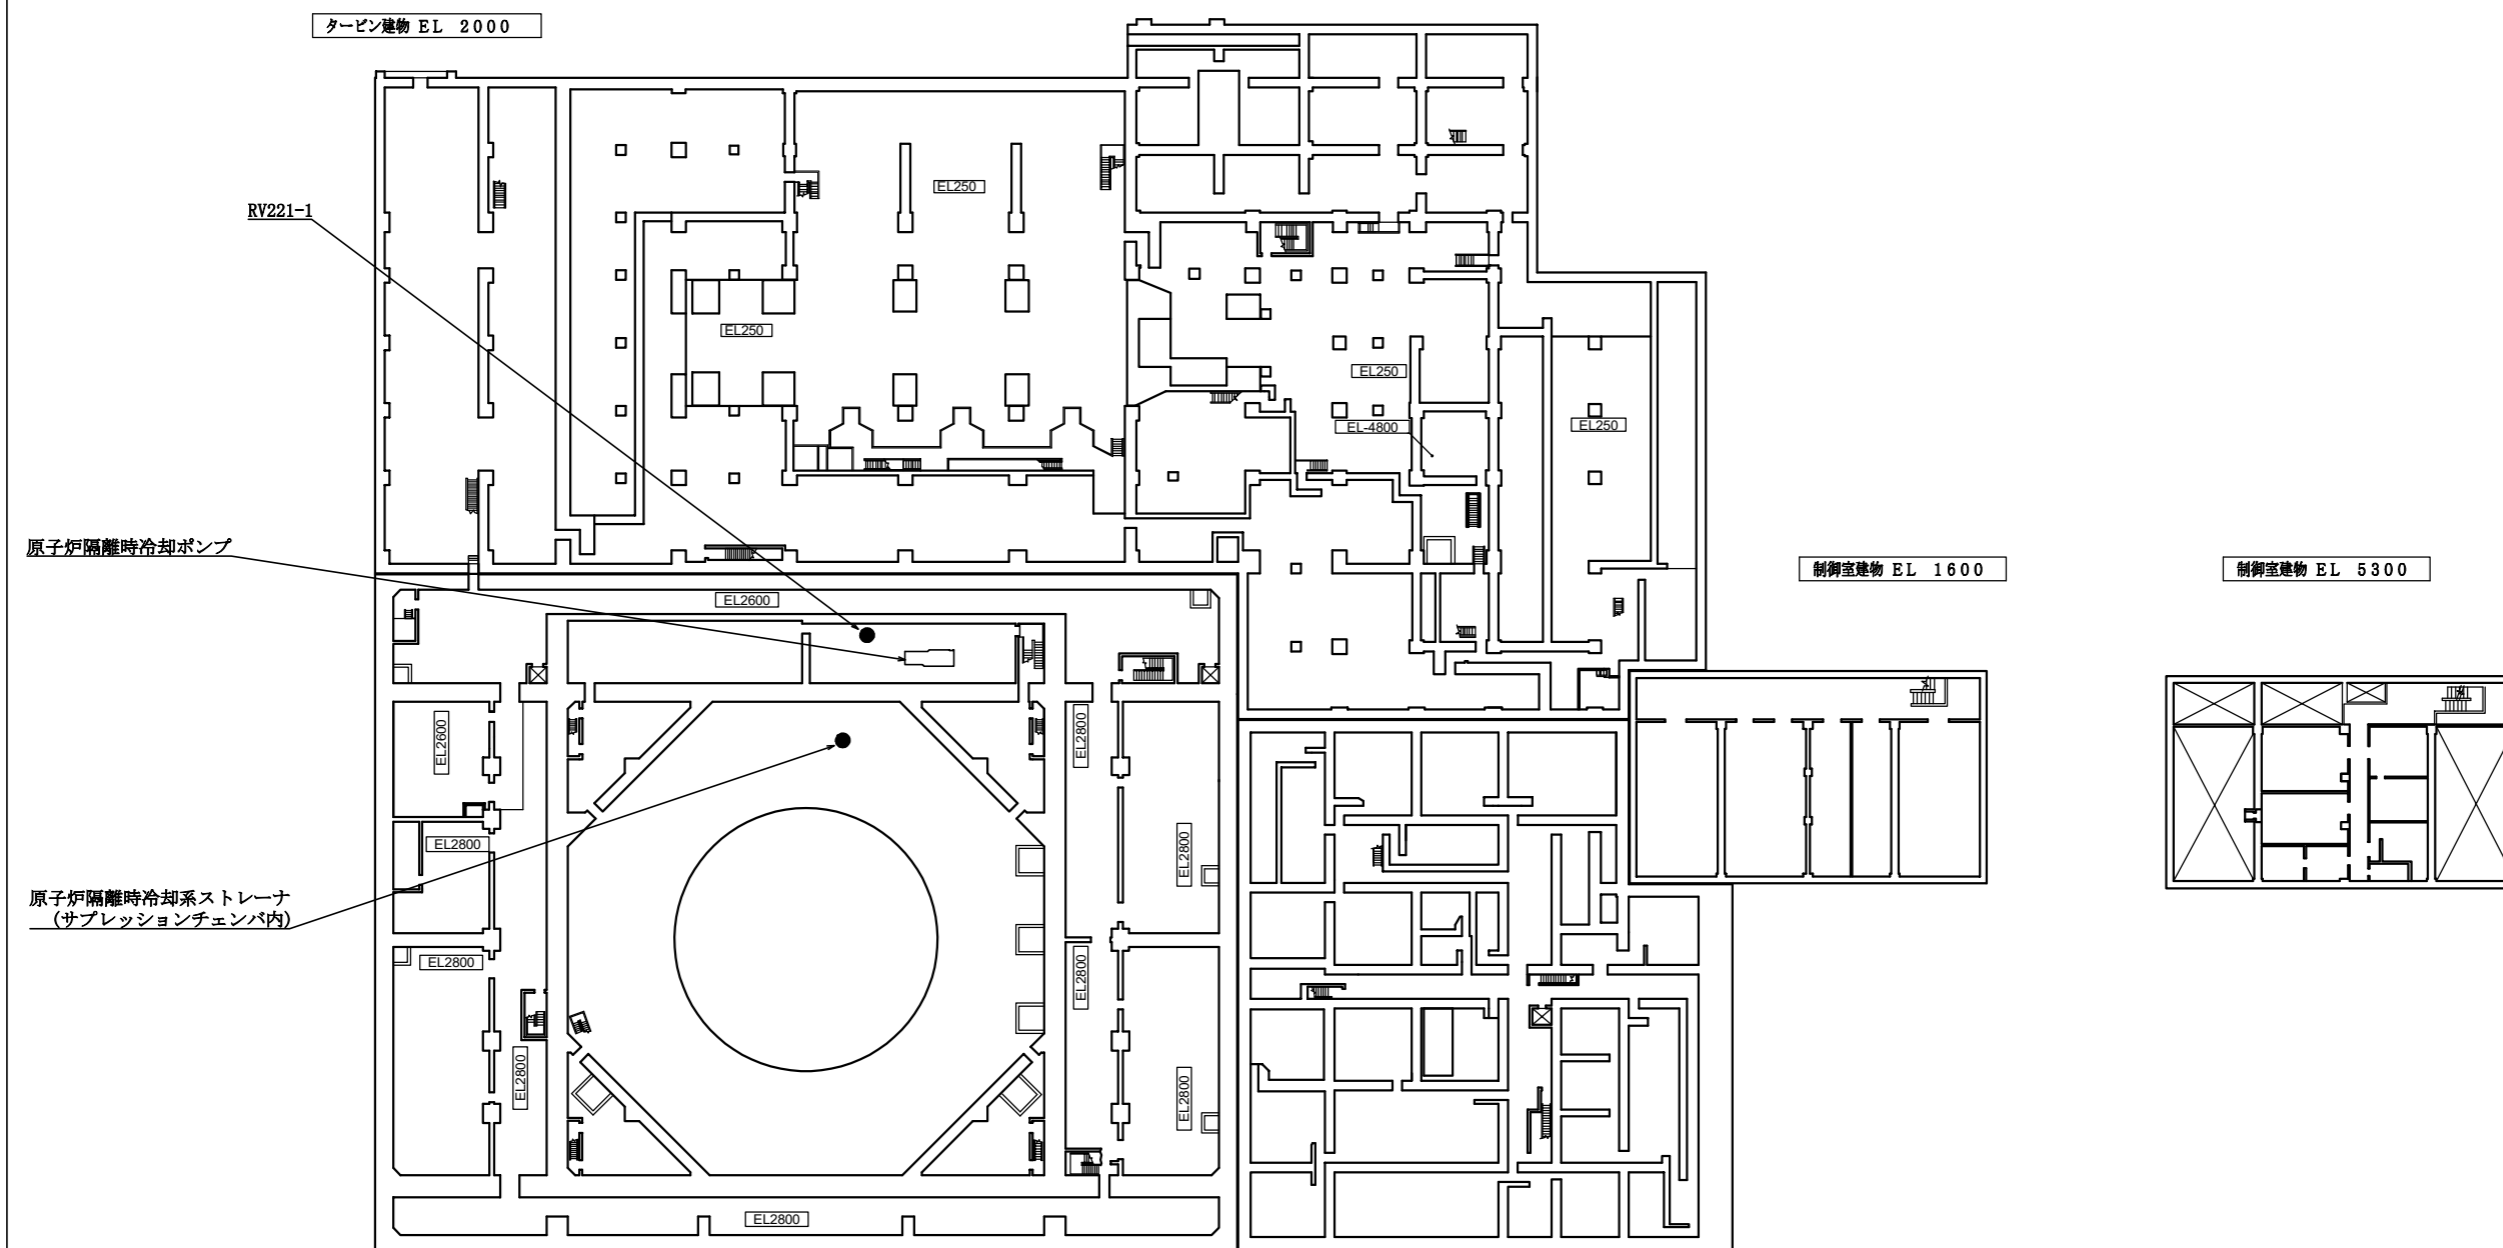 タービン建物 EL 2000
EL250
RV221-1
EL250
EL250
EL250
EL-4800
原子炉隔離時冷却ポンプ
制御室建物 EL 1600
制御室建物 EL 5300
EL2600
EL2600
EL2800
EL2800
EL2800
原子炉隔離時冷却系ストレーナ
(サプレッションチェンバ内)
EL2800
EL2800
EL2800
EL2800
EL2800